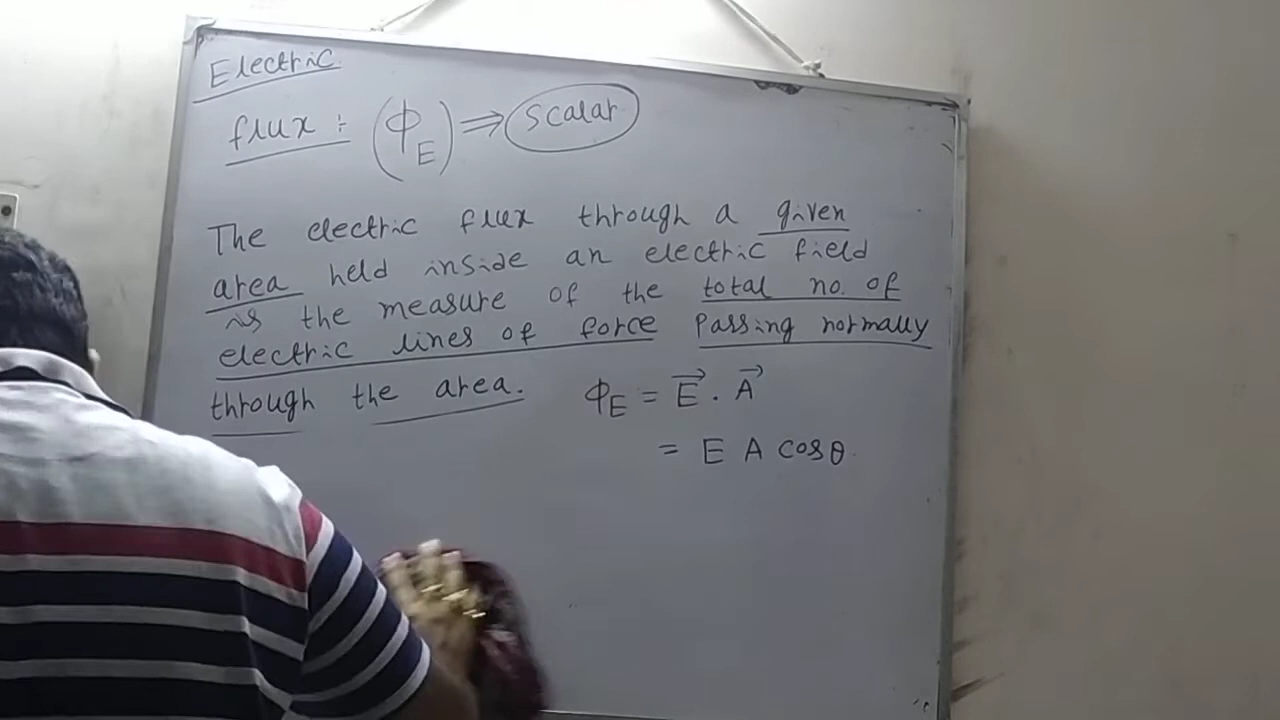 Electric
flux :- (ϕE) ⇒ scalar
The electric flux through a given
area held inside an electric field
is the measure of the total no. of
electric lines of force passing normally
through the area.
ϕE = E⃗ . A⃗
= E A cosθ